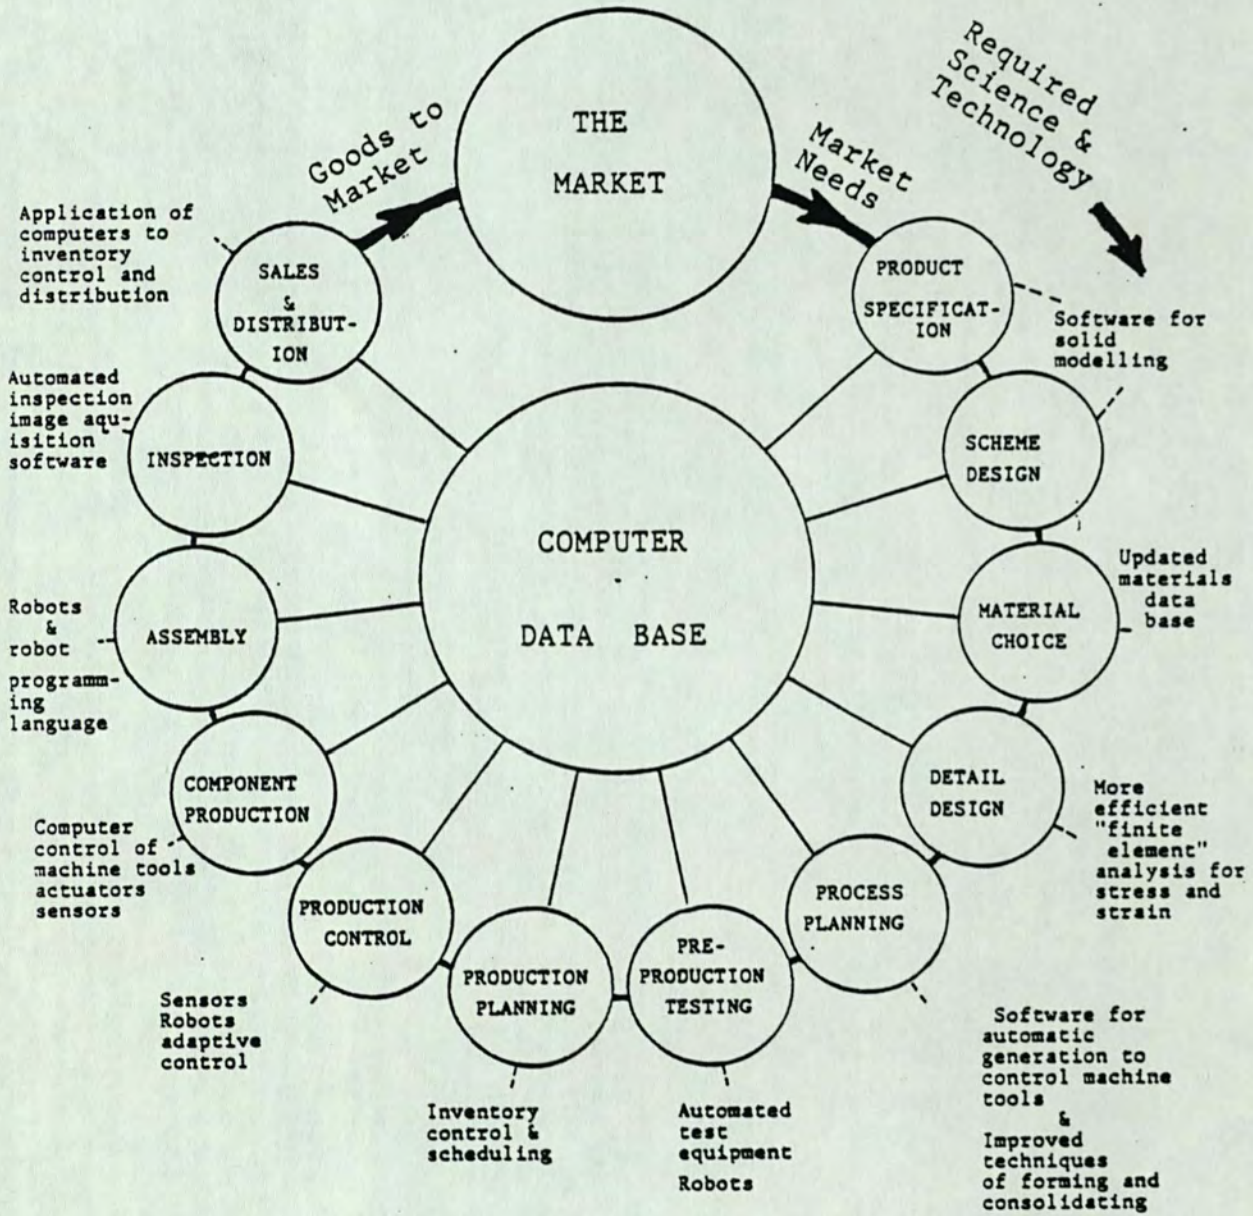 THE
MARKET
Goods to
Market
Market
Needs
Required
Science &
Technology
Application of
computers to
inventory
control and
distribution
SALES
&
DISTRIBUT-
ION
PRODUCT
SPECIFICAT-
ION
Software for
solid
modelling
Automated
inspection
image aqu-
isition
software
INSPECTION
SCHEME
DESIGN
COMPUTER
DATA BASE
Robots
&
robot
programm-
ing
language
ASSEMBLY
MATERIAL
CHOICE
Updated
materials
data
base
COMPONENT
PRODUCTION
DETAIL
DESIGN
More
efficient
"finite
element"
analysis for
stress and
strain
Computer
control of
machine tools
actuators
sensors
PRODUCTION
CONTROL
PROCESS
PLANNING
PRODUCTION
PLANNING
PRE-
PRODUCTION
TESTING
Sensors
Robots
adaptive
control
Inventory
control &
scheduling
Automated
test
equipment
Robots
Software for
automatic
generation to
control machine
tools
&
Improved
techniques
of forming and
consolidating